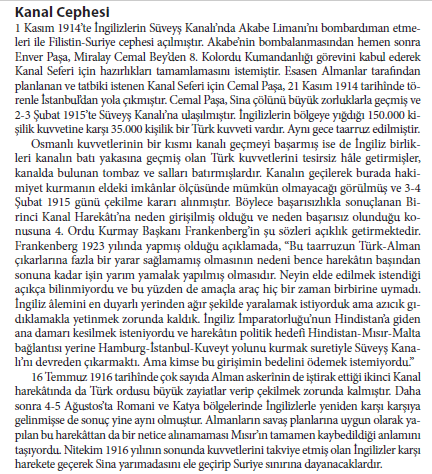 Kanal Cephesi
1 Kasım 1914’te İngilizlerin Süveyş Kanalı’nda Akabe Limanı’nı bombardıman etme-
leri ile Filistin-Suriye cephesi açılmıştır. Akabe’nin bombalanmasından hemen sonra
Enver Paşa, Miralay Cemal Bey’den 8. Kolordu Kumandanlığı görevini kabul ederek
Kanal Seferi için hazırlıkları tamamlamasını istemiştir. Esasen Almanlar tarafından
planlanan ve tatbiki istenen Kanal Seferi için Cemal Paşa, 21 Kasım 1914 tarihinde tö-
renle İstanbul’dan yola çıkmıştır. Cemal Paşa, Sina çölünü büyük zorluklarla geçmiş ve
2-3 Şubat 1915’te Süveyş Kanalı’na ulaşılmıştır. İngilizlerin bölgeye yığdığı 150.000 ki-
şilik kuvvetine karşı 35.000 kişilik bir Türk kuvveti vardır. Aynı gece taarruz edilmiştir.
Osmanlı kuvvetlerinin bir kısmı kanalı geçmeyi başarmış ise de İngiliz birlik-
leri kanalın batı yakasına geçmiş olan Türk kuvvetlerini tesirsiz hâle getirmişler,
kanalda bulunan tombaz ve salları batırmışlardır. Kanalın geçilerek burada haki-
miyet kurmanın eldeki imkânlar ölçüsünde mümkün olmayacağı görülmüş ve 3-4
Şubat 1915 günü çekilme kararı alınmıştır. Böylece başarısızlıkla sonuçlanan Bi-
rinci Kanal Harekâtı’na neden girişilmiş olduğu ve neden başarısız olunduğu ko-
nusuna 4. Ordu Kurmay Başkanı Frankenberg’in şu sözleri açıklık getirmektedir.
Frankenberg 1923 yılında yapmış olduğu açıklamada, “Bu taarruzun Türk-Alman
çıkarlarına fazla bir yarar sağlamamış olmasının nedeni bence harekâtın başından
sonuna kadar işin yarım yamalak yapılmış olmasıdır. Neyin elde edilmek istendiği
açıkça bilinmiyordu ve bu yüzden de amaçla araç hiç bir zaman birbirine uymadı.
İngiliz âlemini en duyarlı yerinden ağır şekilde yaralamak istiyorduk ama azıcık gı-
dıklamakla yetinmek zorunda kaldık. İngiliz İmparatorluğu’nun Hindistan’a giden
ana damarı kesilmek isteniyordu ve harekâtın politik hedefi Hindistan-Mısır-Malta
bağlantısı yerine Hamburg-İstanbul-Kuveyt yolunu kurmak suretiyle Süveyş Kana-
lı’nı devreden çıkarmaktı. Ama kimse bu girişimin bedelini ödemek istemiyordu.”
16 Temmuz 1916 tarihinde çok sayıda Alman askerinin de iştirak ettiği ikinci Kanal
harekâtında da Türk ordusu büyük zayiatlar verip çekilmek zorunda kalmıştır. Daha
sonra 4-5 Ağustos’ta Romani ve Katya bölgelerinde İngilizlerle yeniden karşı karşıya
gelinmişse de sonuç yine aynı olmuştur. Almanların savaş planlarına uygun olarak ya-
pılan bu harekâttan da bir netice alınamaması Mısır’ın tamamen kaybedildiği anlamını
taşıyordu. Nitekim 1916 yılının sonunda kuvvetlerini takviye etmiş olan İngilizler karşı
harekete geçerek Sina yarımadasını ele geçirip Suriye sınırına dayanacaklardır.